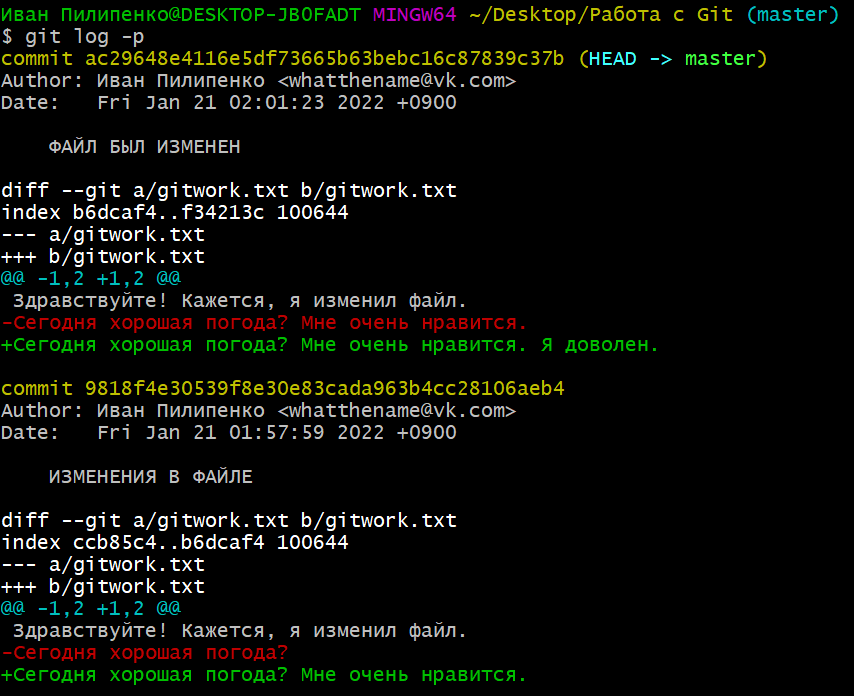 Иван Пилипенко@DESKTOP-JB0FADT MINGW64 ~/Desktop/Работа с Git (master)
$ git log -p
commit ac29648e4116e5df73665b63bebc16c87839c37b (HEAD -> master)
Author: Иван Пилипенко <whatthename@vk.com>
Date:   Fri Jan 21 02:01:23 2022 +0900
ФАЙЛ БЫЛ ИЗМЕНЕН
diff --git a/gitwork.txt b/gitwork.txt
index b6dcaf4..f34213c 100644
--- a/gitwork.txt
+++ b/gitwork.txt
@@ -1,2 +1,2 @@
Здравствуйте! Кажется, я изменил файл.
-Сегодня хорошая погода? Мне очень нравится.
+Сегодня хорошая погода? Мне очень нравится. Я доволен.
commit 9818f4e30539f8e30e83cada963b4cc28106aeb4
Author: Иван Пилипенко <whatthename@vk.com>
Date:   Fri Jan 21 01:57:59 2022 +0900
ИЗМЕНЕНИЯ В ФАЙЛЕ
diff --git a/gitwork.txt b/gitwork.txt
index ccb85c4..b6dcaf4 100644
--- a/gitwork.txt
+++ b/gitwork.txt
@@ -1,2 +1,2 @@
Здравствуйте! Кажется, я изменил файл.
-Сегодня хорошая погода?
+Сегодня хорошая погода? Мне очень нравится.